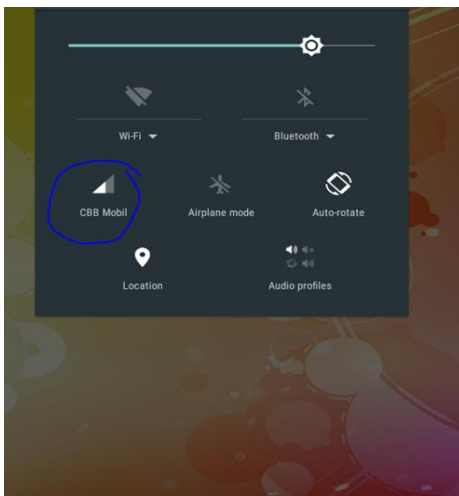 Wi-Fi
Bluetooth
CBB Mobil
Airplane mode
Auto-rotate
Location
Audio profiles